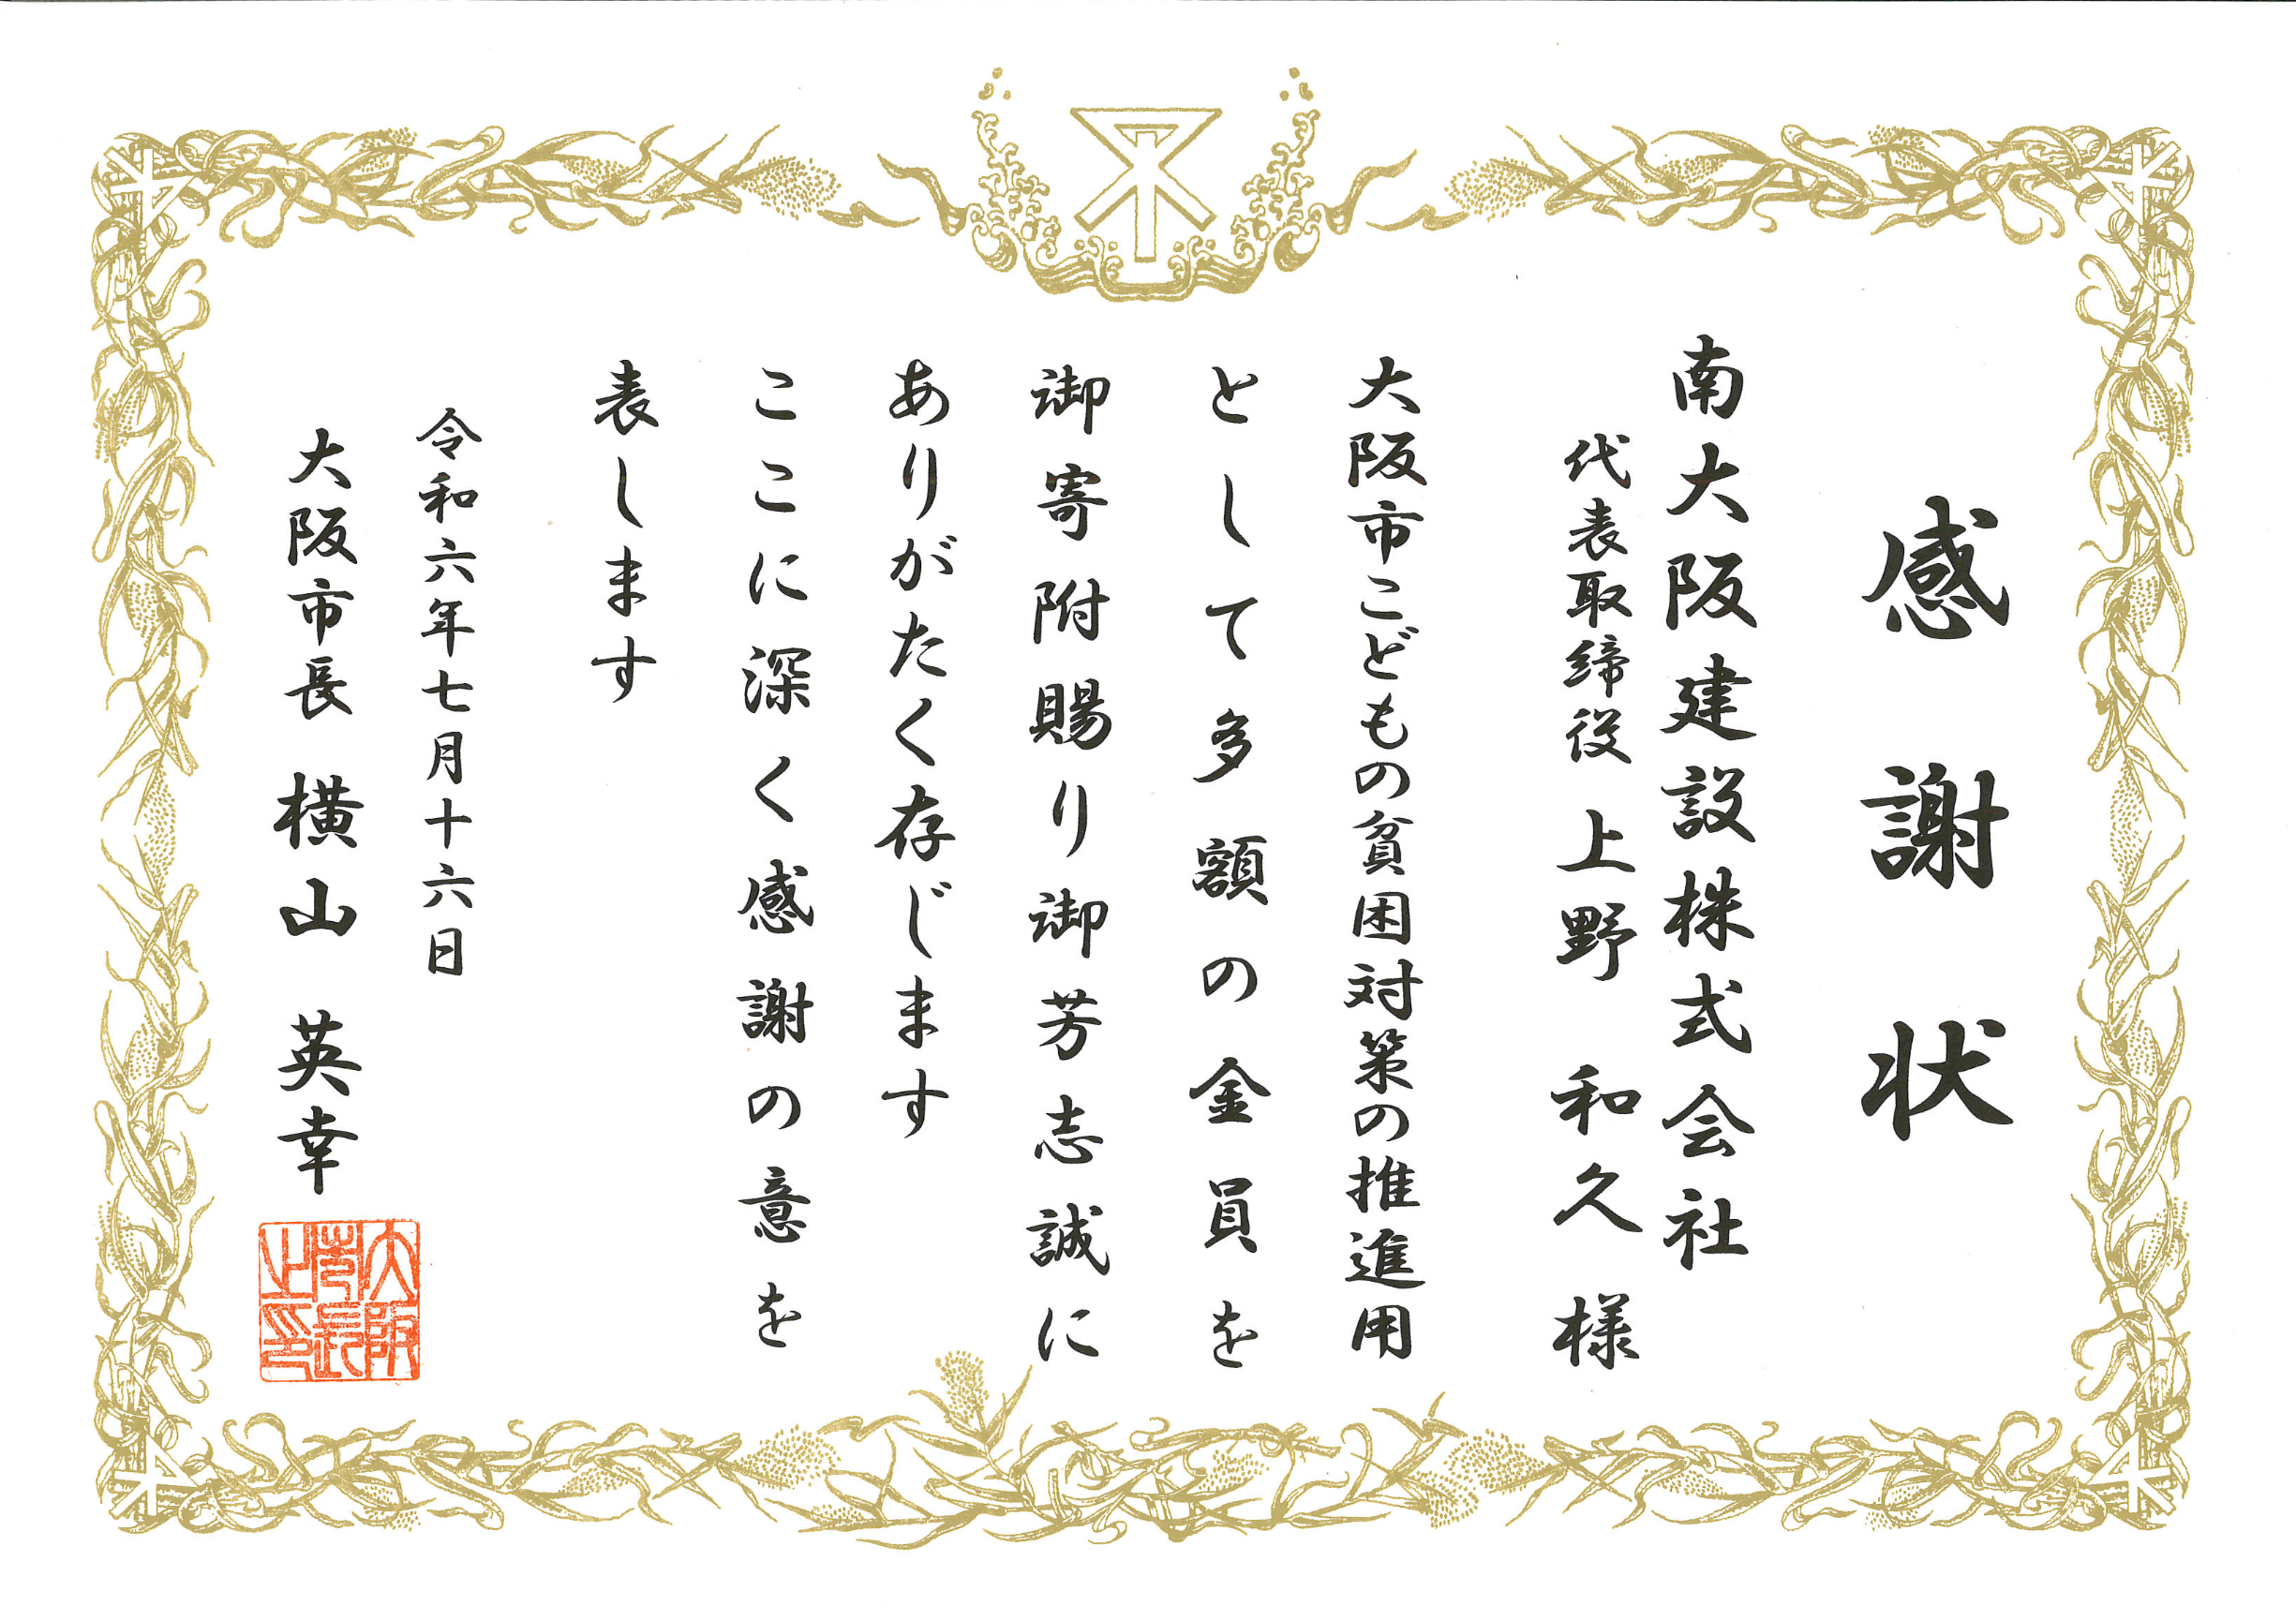 感謝状
南大阪建設株式会社
代表取締役 上野 和久 様
大阪市こどもの貧困対策の推進用
として多額の金員を
御寄附賜り御芳志誠に
ありがたく存じます
ここに深く感謝の意を
表します
令和六年七月十六日
大阪市長 横山 英幸
大阪市長之印